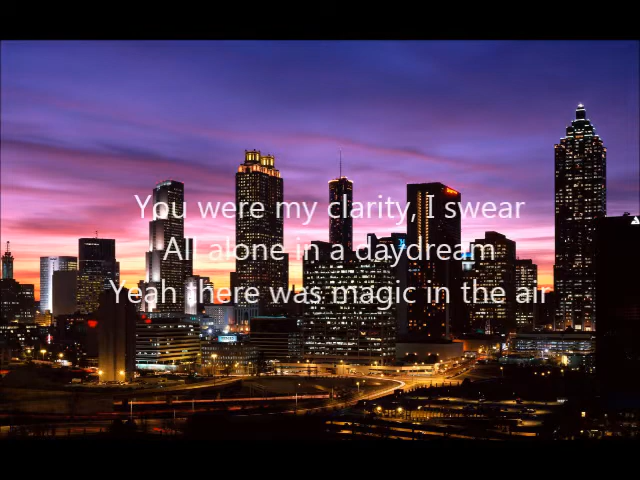 You were my clarity, I swear
All alone in a daydream
Yeah there was magic in the air